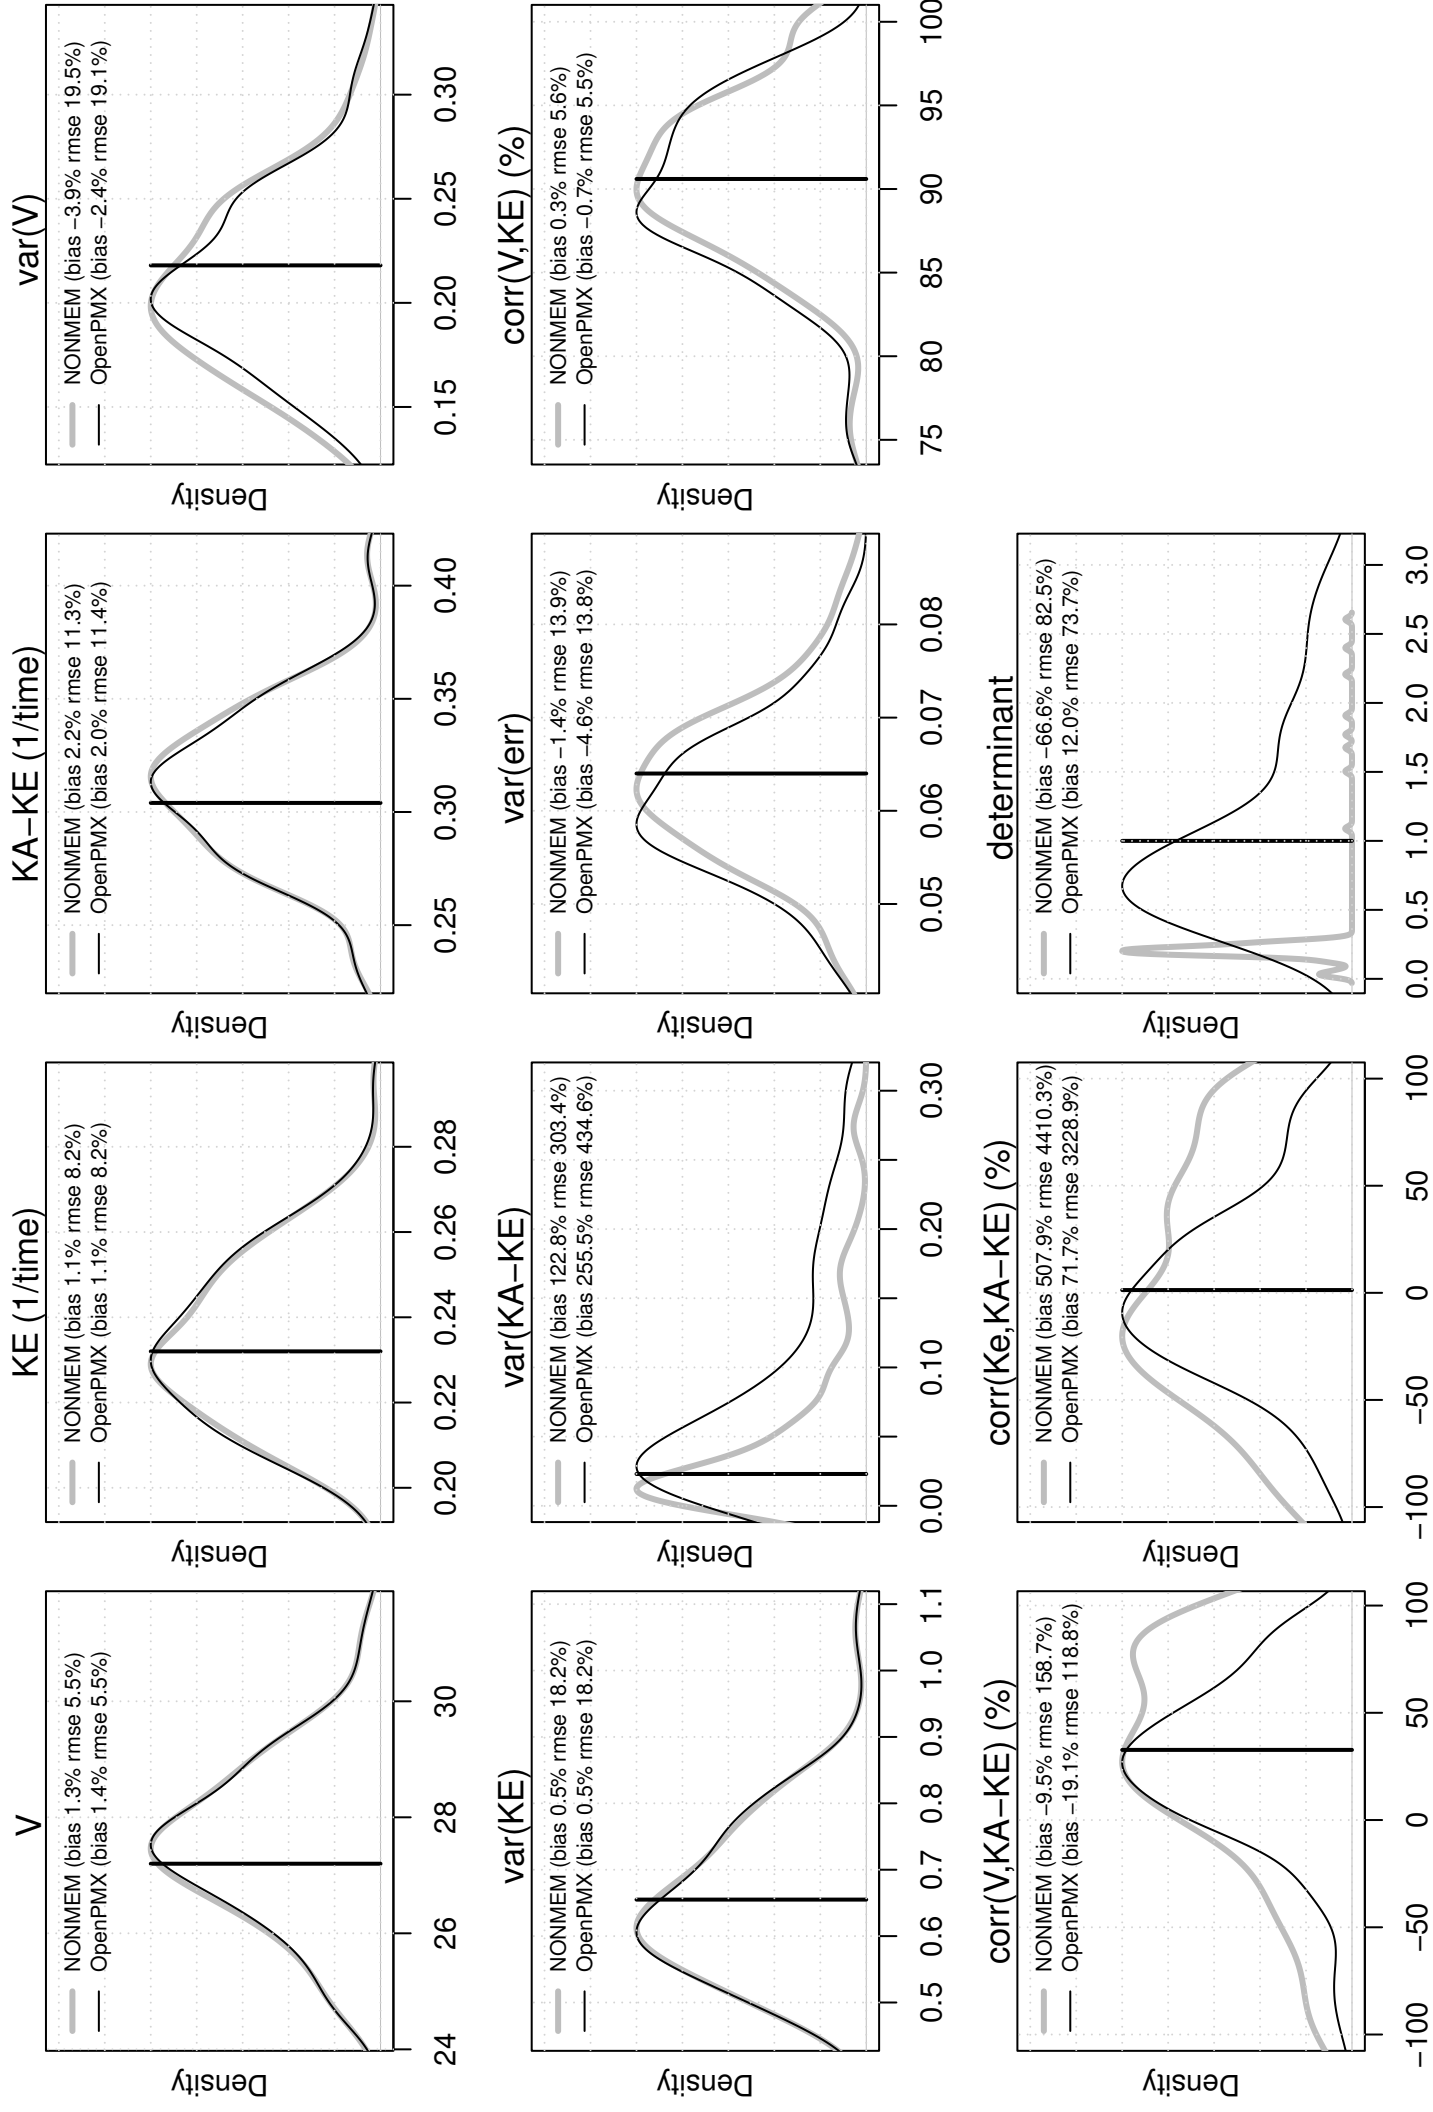 V
NONMEM (bias 1.3% rmse 5.5%)
OpenPMX (bias 1.4% rmse 5.5%)
Density
24 26 28 30
KE (1/time)
NONMEM (bias 1.1% rmse 8.2%)
OpenPMX (bias 1.1% rmse 8.2%)
Density
0.20 0.22 0.24 0.26 0.28
KA−KE (1/time)
NONMEM (bias 2.2% rmse 11.3%)
OpenPMX (bias 2.0% rmse 11.4%)
Density
0.25 0.30 0.35 0.40
var(V)
NONMEM (bias −3.9% rmse 19.5%)
OpenPMX (bias −2.4% rmse 19.1%)
Density
0.15 0.20 0.25 0.30
var(KE)
NONMEM (bias 0.5% rmse 18.2%)
OpenPMX (bias 0.5% rmse 18.2%)
Density
0.5 0.6 0.7 0.8 0.9 1.0 1.1
var(KA−KE)
NONMEM (bias 122.8% rmse 303.4%)
OpenPMX (bias 255.5% rmse 434.6%)
Density
0.00 0.10 0.20 0.30
var(err)
NONMEM (bias −1.4% rmse 13.9%)
OpenPMX (bias −4.6% rmse 13.8%)
Density
0.05 0.06 0.07 0.08
corr(V,KE) (%)
NONMEM (bias 0.3% rmse 5.6%)
OpenPMX (bias −0.7% rmse 5.5%)
Density
75 80 85 90 95 100
corr(V,KA−KE) (%)
NONMEM (bias −9.5% rmse 158.7%)
OpenPMX (bias −19.1% rmse 118.8%)
Density
−100 −50 0 50 100
corr(Ke,KA−KE) (%)
NONMEM (bias 507.9% rmse 4410.3%)
OpenPMX (bias 71.7% rmse 3228.9%)
Density
−100 −50 0 50 100
determinant
NONMEM (bias −66.6% rmse 82.5%)
OpenPMX (bias 12.0% rmse 73.7%)
Density
0.0 0.5 1.0 1.5 2.0 2.5 3.0